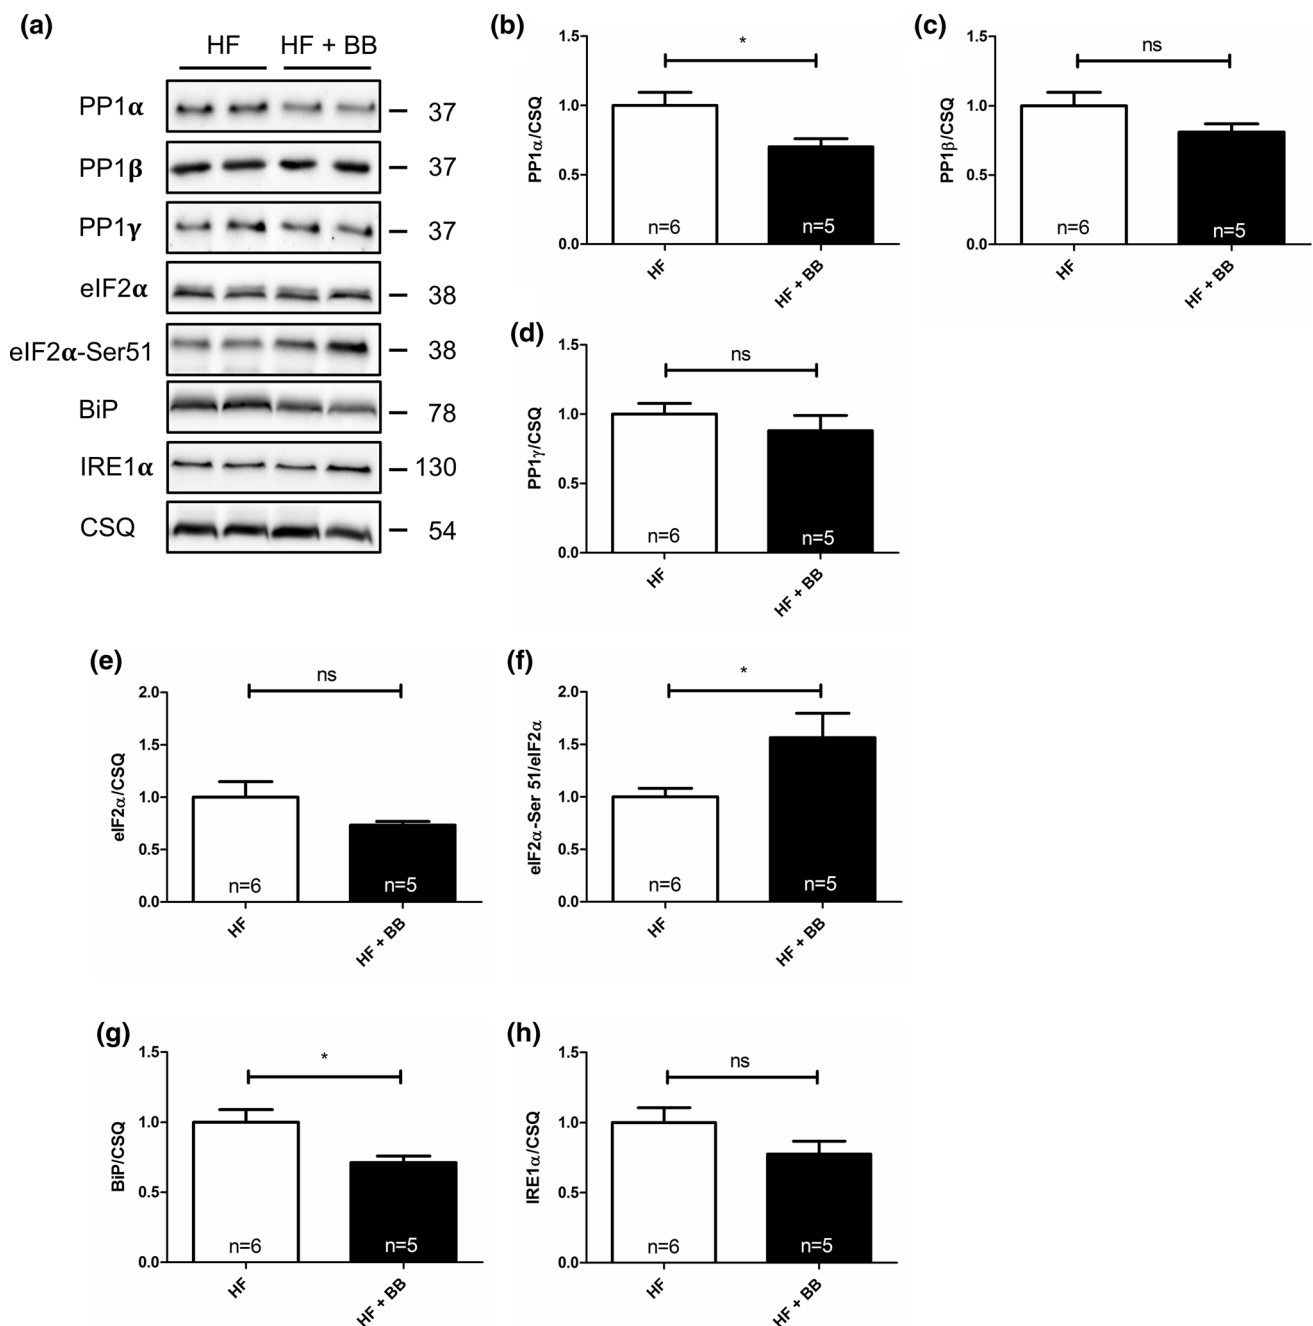 (a)
HF HF + BB
PP1α 37
PP1β 37
PP1γ 37
eIF2α 38
eIF2α-Ser51 38
BiP 78
IRE1α 130
CSQ 54
(b)
PP1α/CSQ
1.5
1.0
0.5
0.0
*
n=6 n=5
HF HF + BB
(c)
PP1β/CSQ
1.5
1.0
0.5
0.0
ns
n=6 n=5
HF HF + BB
(d)
PP1γ/CSQ
1.5
1.0
0.5
0.0
ns
n=6 n=5
HF HF + BB
(e)
eIF2α/CSQ
2.0
1.5
1.0
0.5
0.0
ns
n=6 n=5
HF HF + BB
(f)
eIF2α-Ser 51/eIF2α
2.0
1.5
1.0
0.5
0.0
*
n=6 n=5
HF HF + BB
(g)
BiP/CSQ
1.5
1.0
0.5
0.0
*
n=6 n=5
HF HF + BB
(h)
IRE1α/CSQ
1.5
1.0
0.5
0.0
ns
n=6 n=5
HF HF + BB